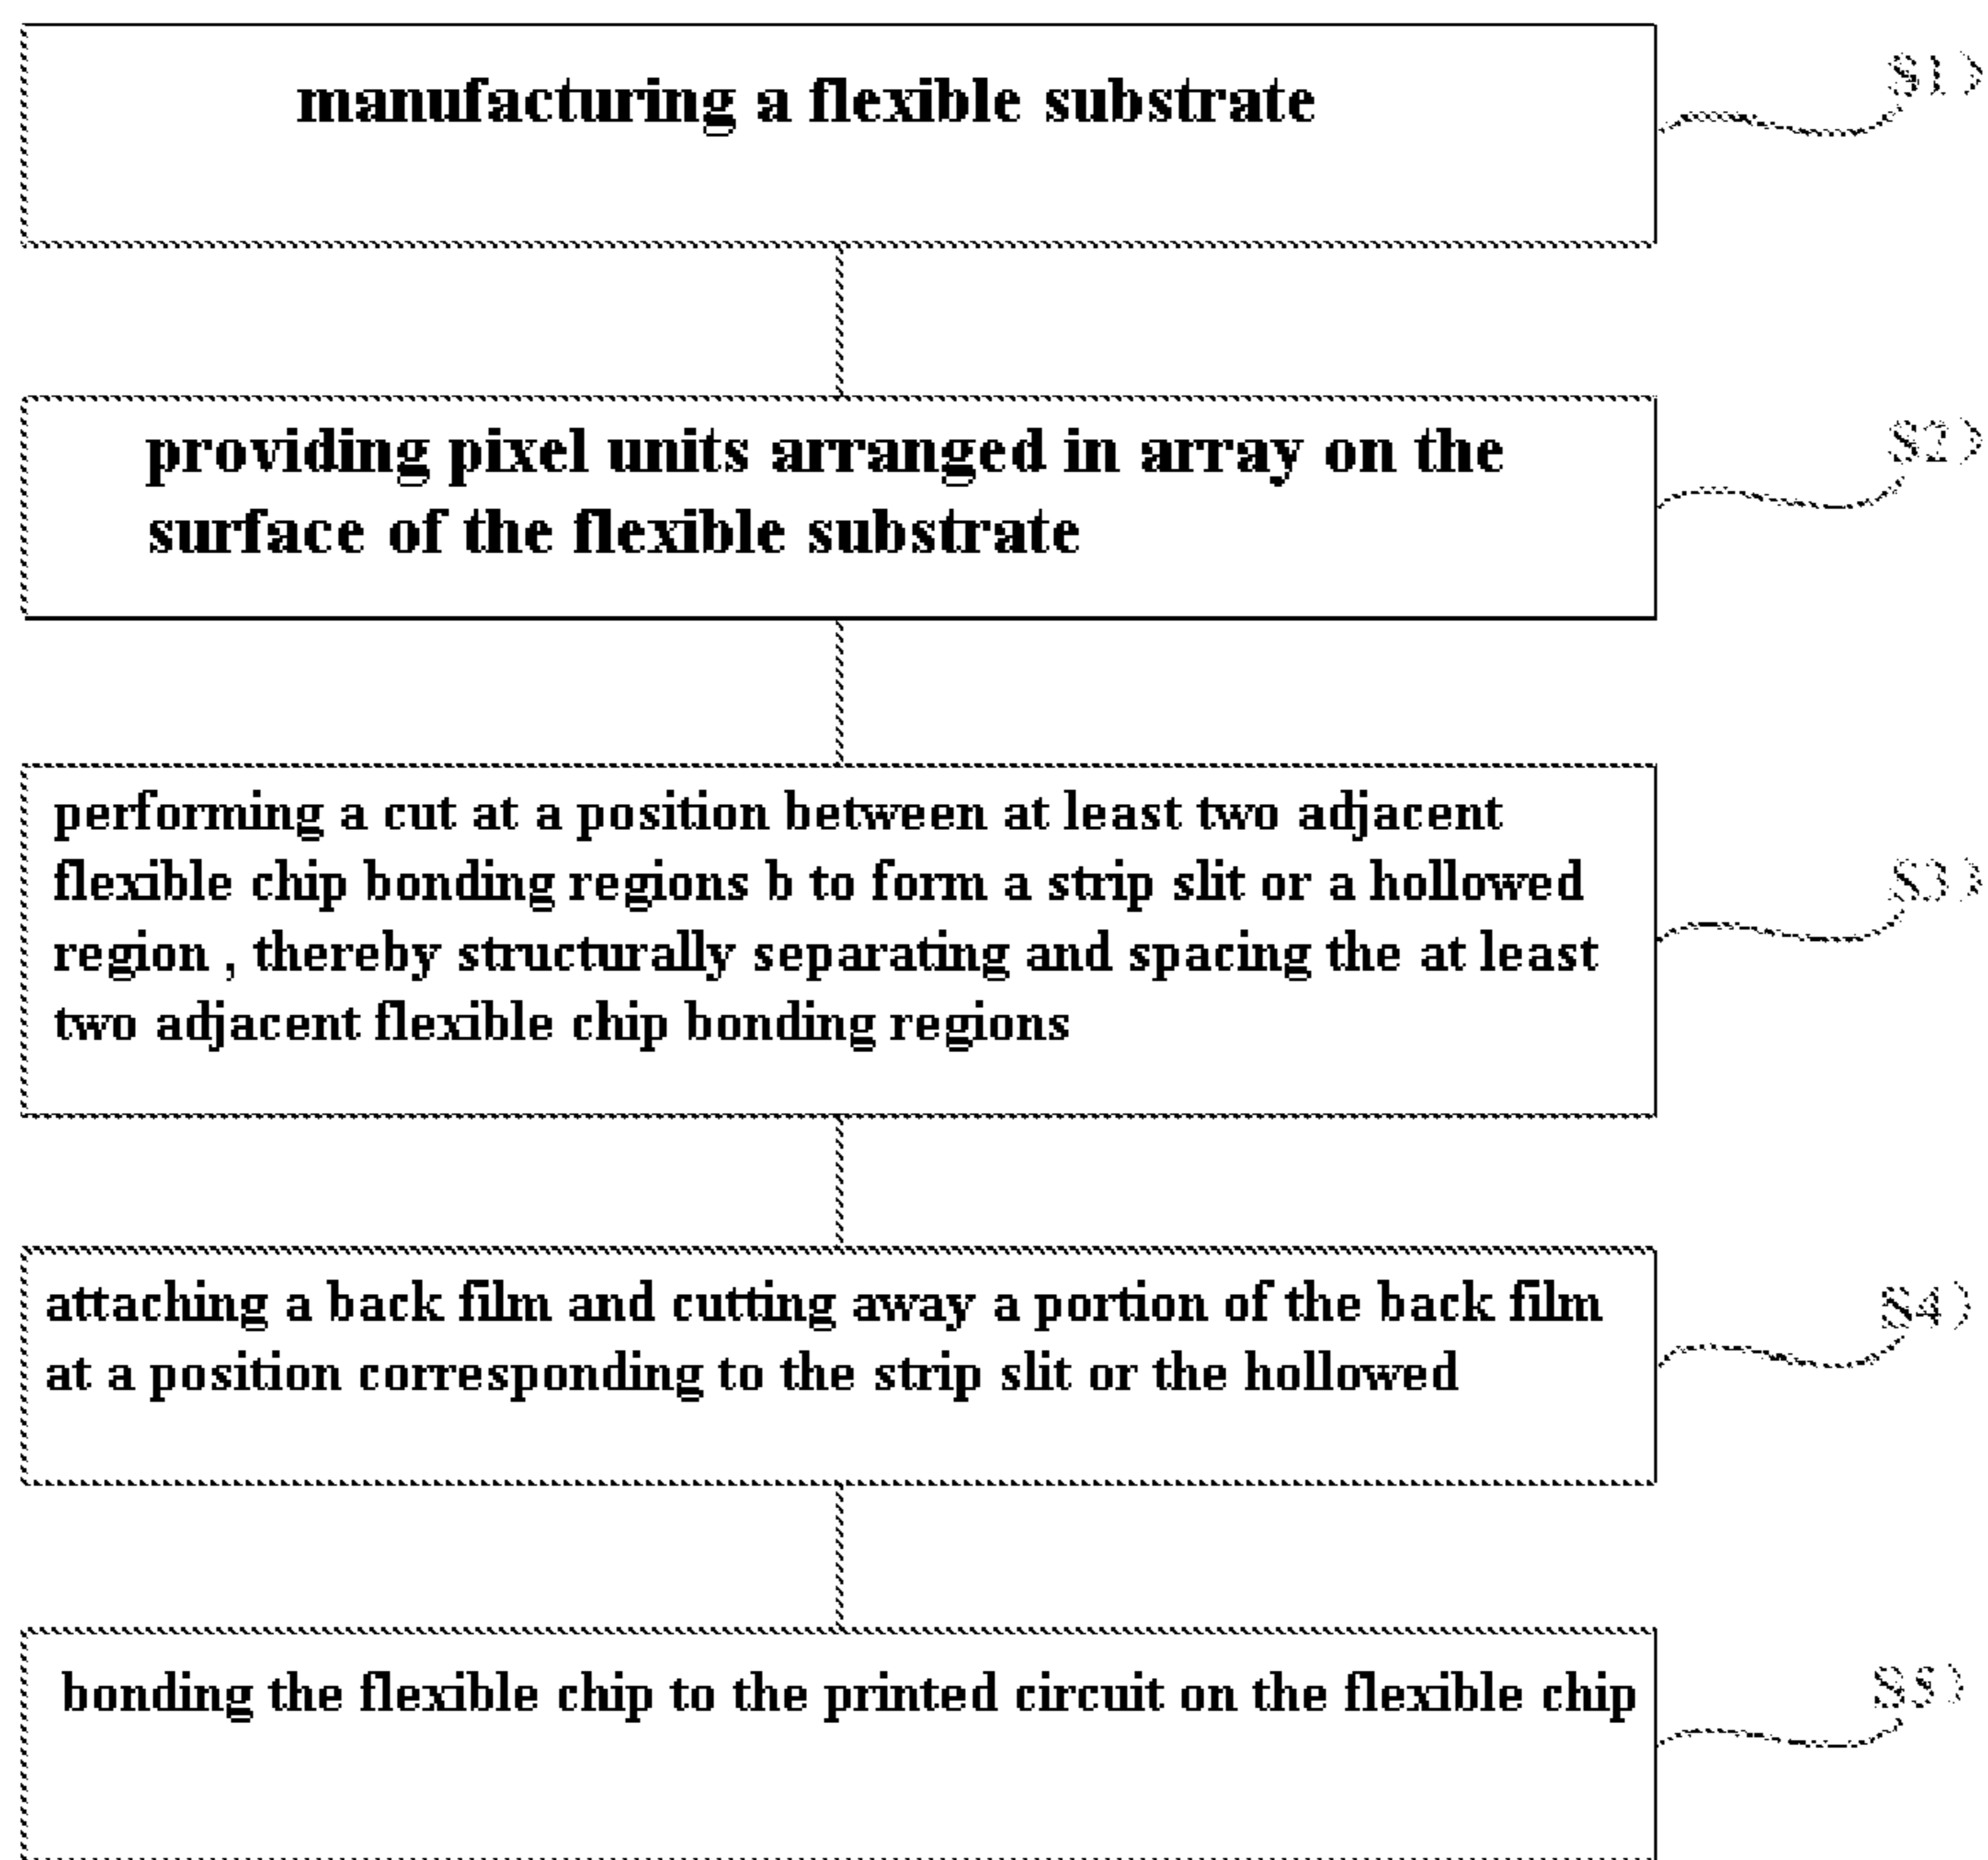 manufacturing a flexible substrate
S1)
providing pixel units arranged in array on the
surface of the flexible substrate
S2)
performing a cut at a position between at least two adjacent
flexible chip bonding regions b to form a strip slit or a hollowed
region , thereby structurally separating and spacing the at least
two adjacent flexible chip bonding regions
S3)
attaching a back film and cutting away a portion of the back film
at a position corresponding to the strip slit or the hollowed
S4)
bonding the flexible chip to the printed circuit on the flexible chip
S5)